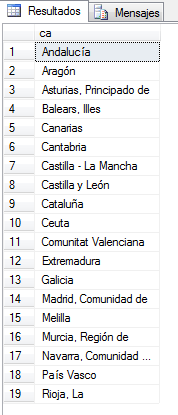 Resultados Mensajes
ca
1 Andalucía
2 Aragón
3 Asturias, Principado de
4 Balears, Illes
5 Canarias
6 Cantabria
7 Castilla - La Mancha
8 Castilla y León
9 Cataluña
10 Ceuta
11 Comunitat Valenciana
12 Extremadura
13 Galicia
14 Madrid, Comunidad de
15 Melilla
16 Murcia, Región de
17 Navarra, Comunidad ...
18 País Vasco
19 Rioja, La